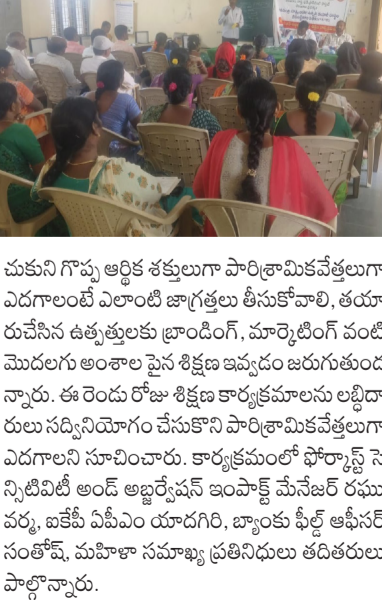 చుకుని గొప్ప ఆర్థిక శక్తులుగా పారిశ్రామికవేత్తలుగా
ఎదగాలంటే ఎలాంటి జాగ్రత్తలు తీసుకోవాలి, తయా
రుచేసిన ఉత్పత్తులకు బ్రాండింగ్, మార్కెటింగ్ వంటి
మొదలగు అంశాల పైన శిక్షణ ఇవ్వడం జరుగుతుంద
న్నారు. ఈ రెండు రోజు శిక్షణ కార్యక్రమాలను లబ్ధిదా
రులు సద్వినియోగం చేసుకొని పారిశ్రామికవేత్తలుగా
ఎదగాలని సూచించారు. కార్యక్రమంలో ఫోర్కాస్ట్ సె
న్సిటివిటీ అండ్ అబ్జర్వేషన్ ఇంపాక్ట్ మేనేజర్ రఘు
వర్మ, ఐకేపీ ఏపీఎం యాదగిరి, బ్యాంకు ఫీల్డ్ ఆఫీసర్
సంతోష్, మహిళా సమాఖ్య ప్రతినిధులు తదితరులు
పాల్గొన్నారు.